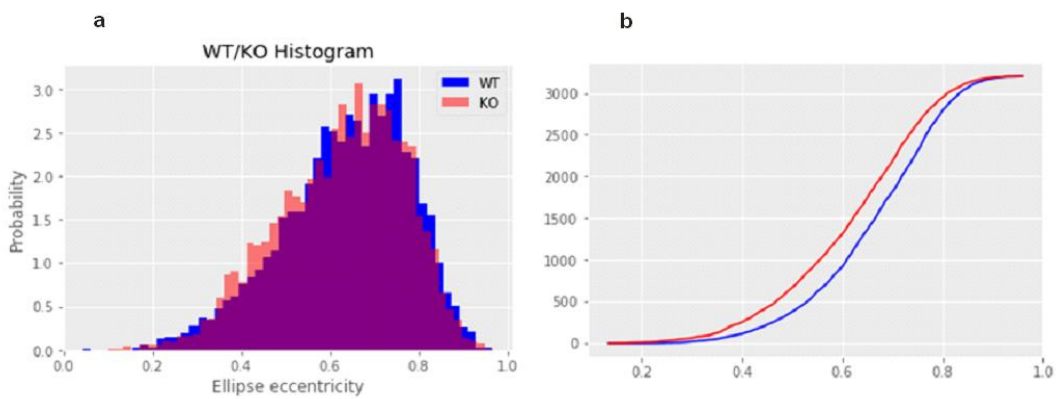 a
WT/KO Histogram
WT
KO
Probability
3.0
2.5
2.0
1.5
1.0
0.5
0.0
0.0 0.2 0.4 0.6 0.8 1.0
Ellipse eccentricity
b
3000
2500
2000
1500
1000
500
0
0.2 0.4 0.6 0.8 1.0